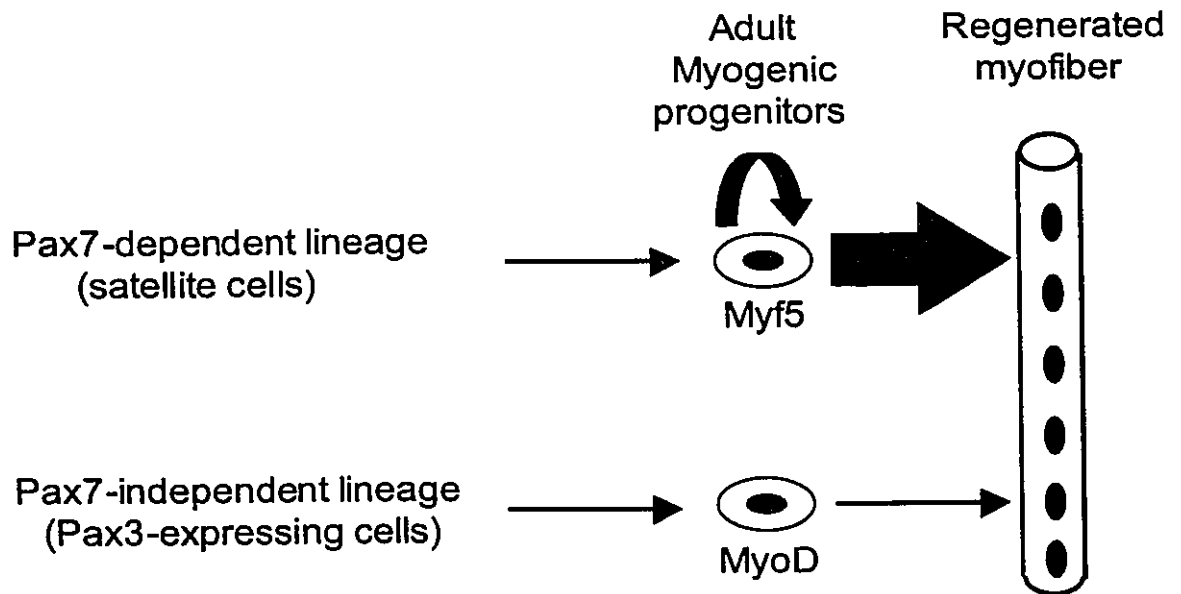 Adult
Myogenic
progenitors
Regenerated
myofiber
Pax7-dependent lineage
(satellite cells)
Myf5
Pax7-independent lineage
(Pax3-expressing cells)
MyoD